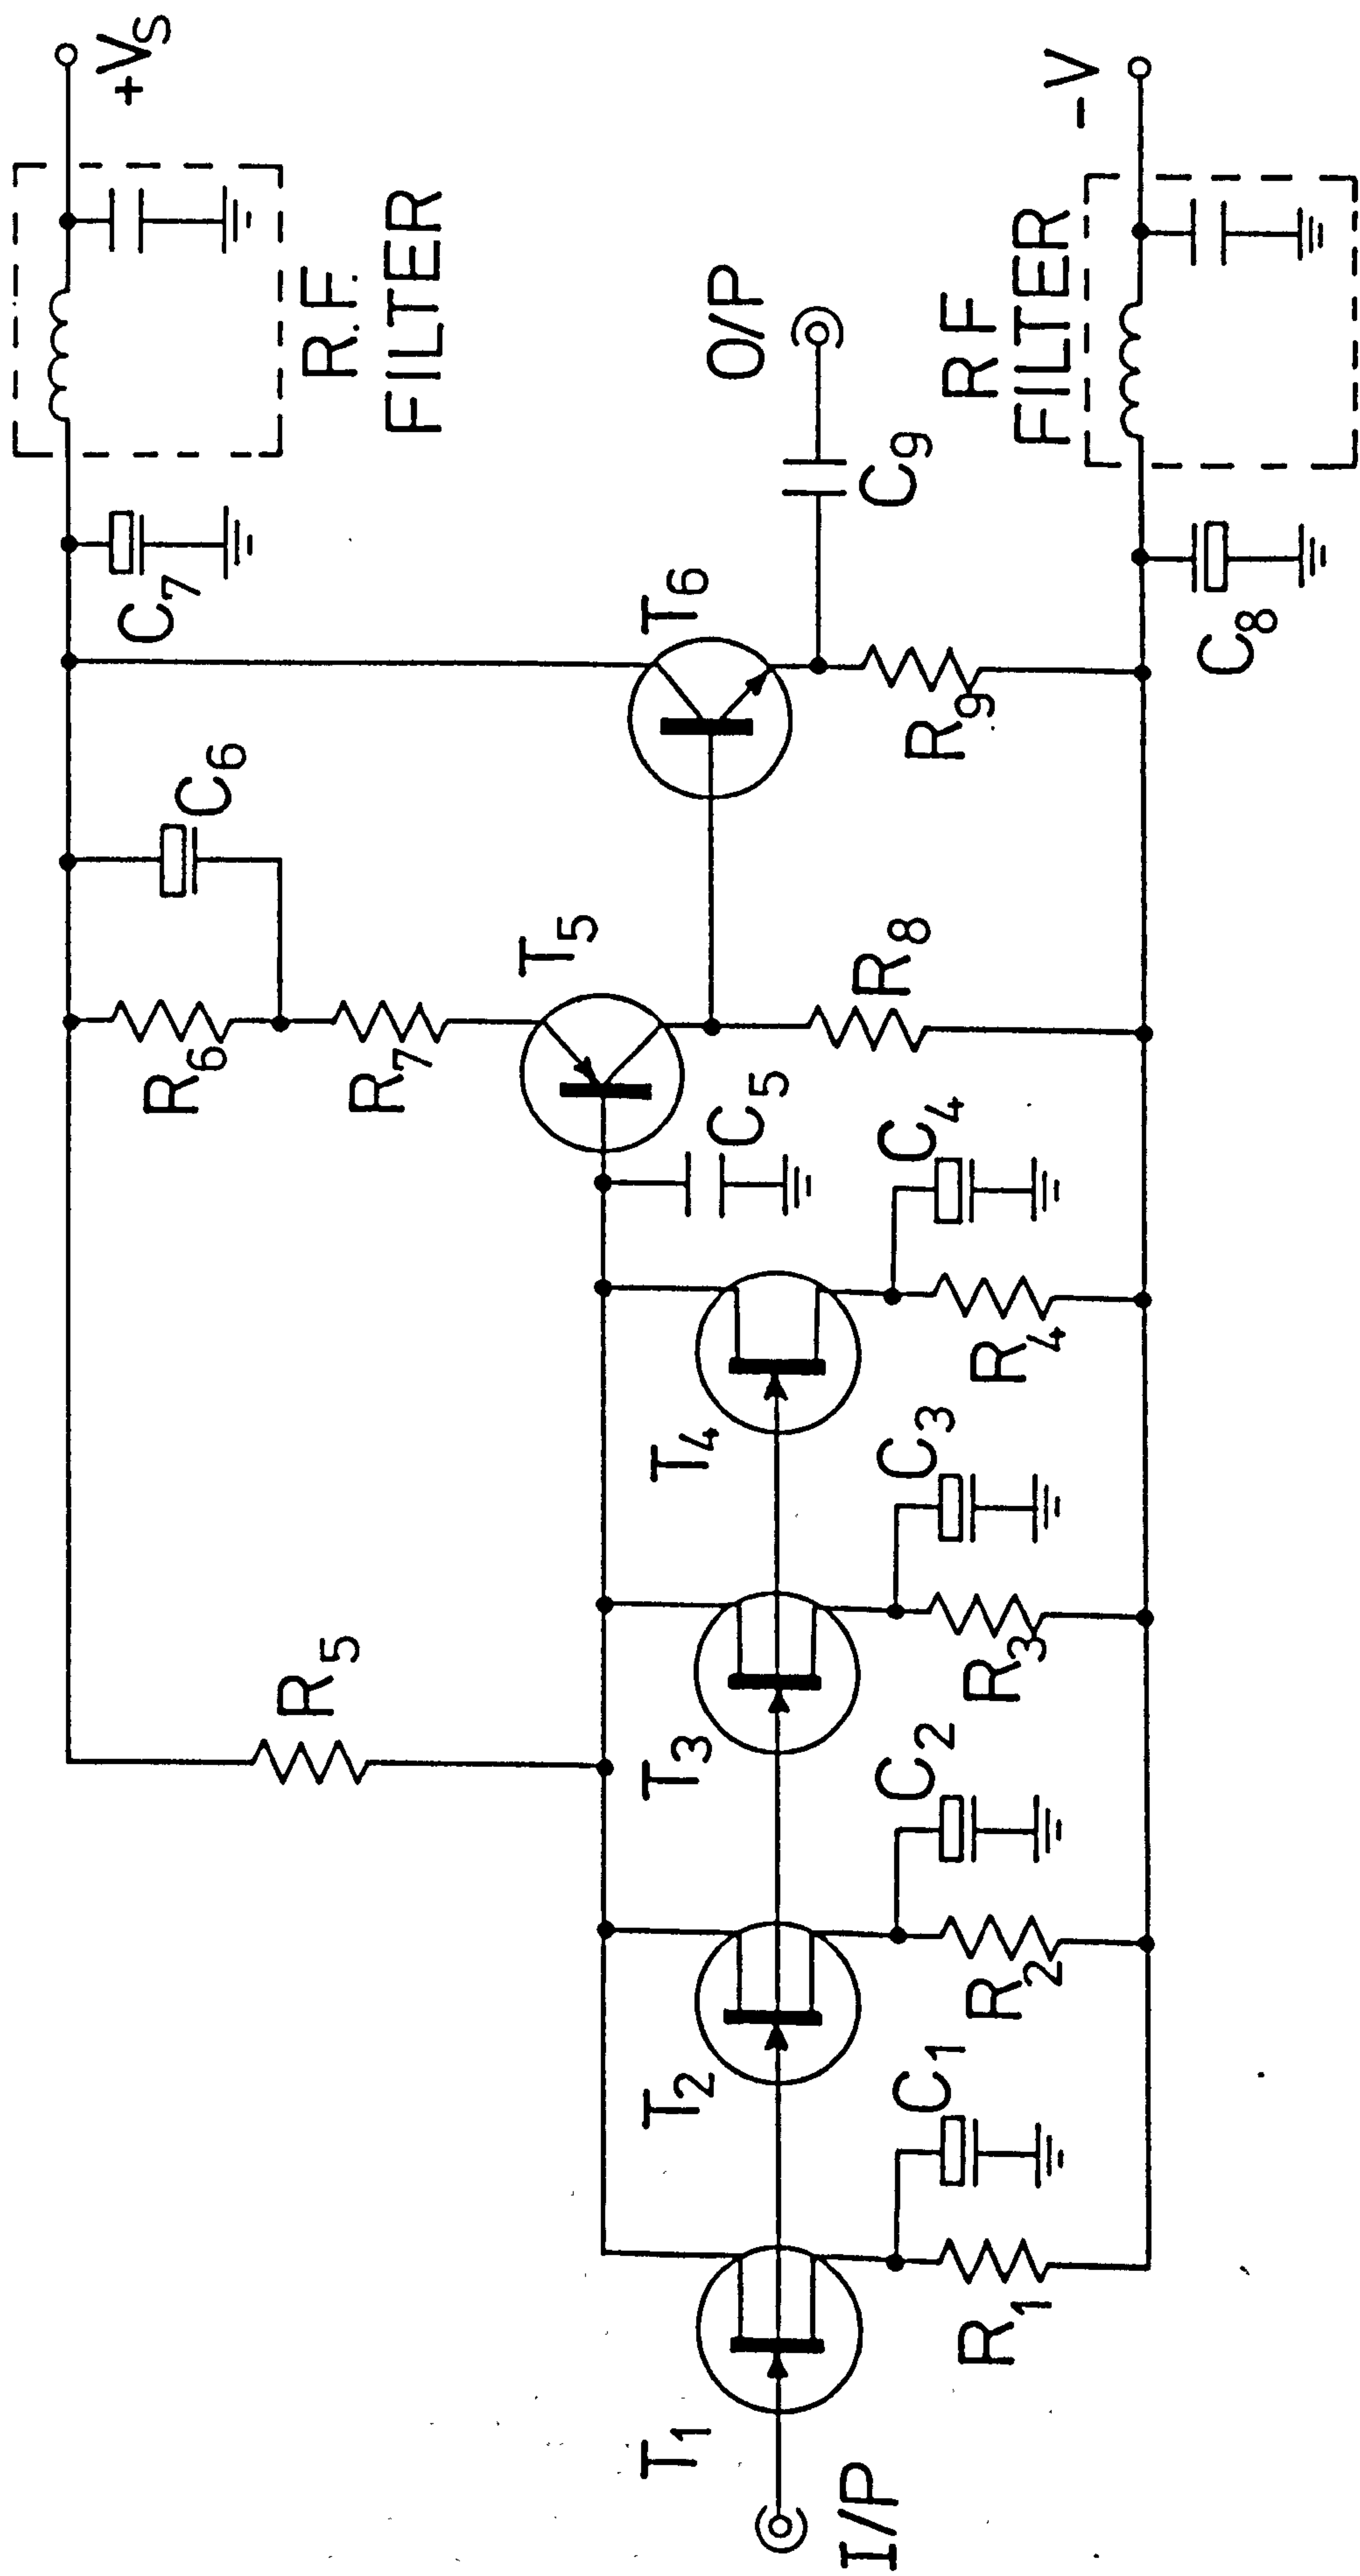 +Vs
R.F.
FILTER
C7
C6
R6
R7
T5
T6
R5
O/P
C9
R9
R8
C5
RF
FILTER
-V
C8
T1
T2
T3
T4
C1
C2
C3
C4
R1
R2
R3
R4
I/P